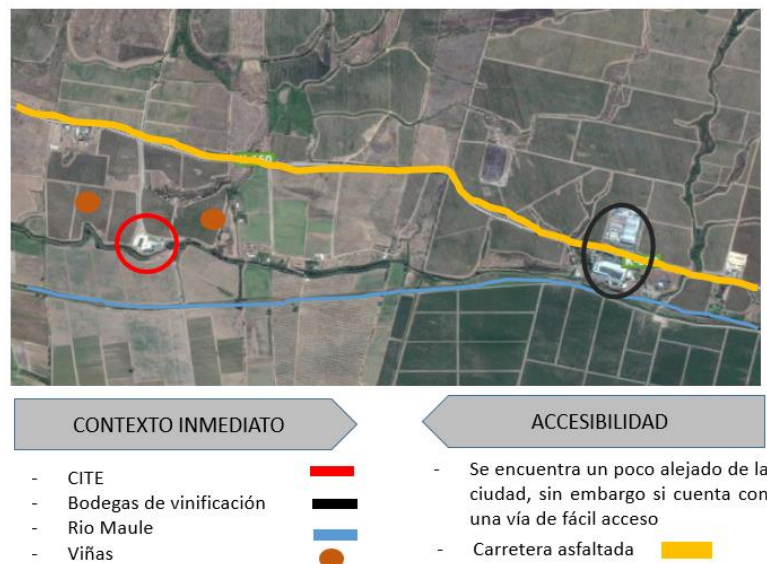 CONTEXTO INMEDIATO
- CITE
- Bodegas de vinificación
- Rio Maule
- Viñas
ACCESIBILIDAD
- Se encuentra un poco alejado de la
ciudad, sin embargo si cuenta con
una vía de fácil acceso
- Carretera asfaltada